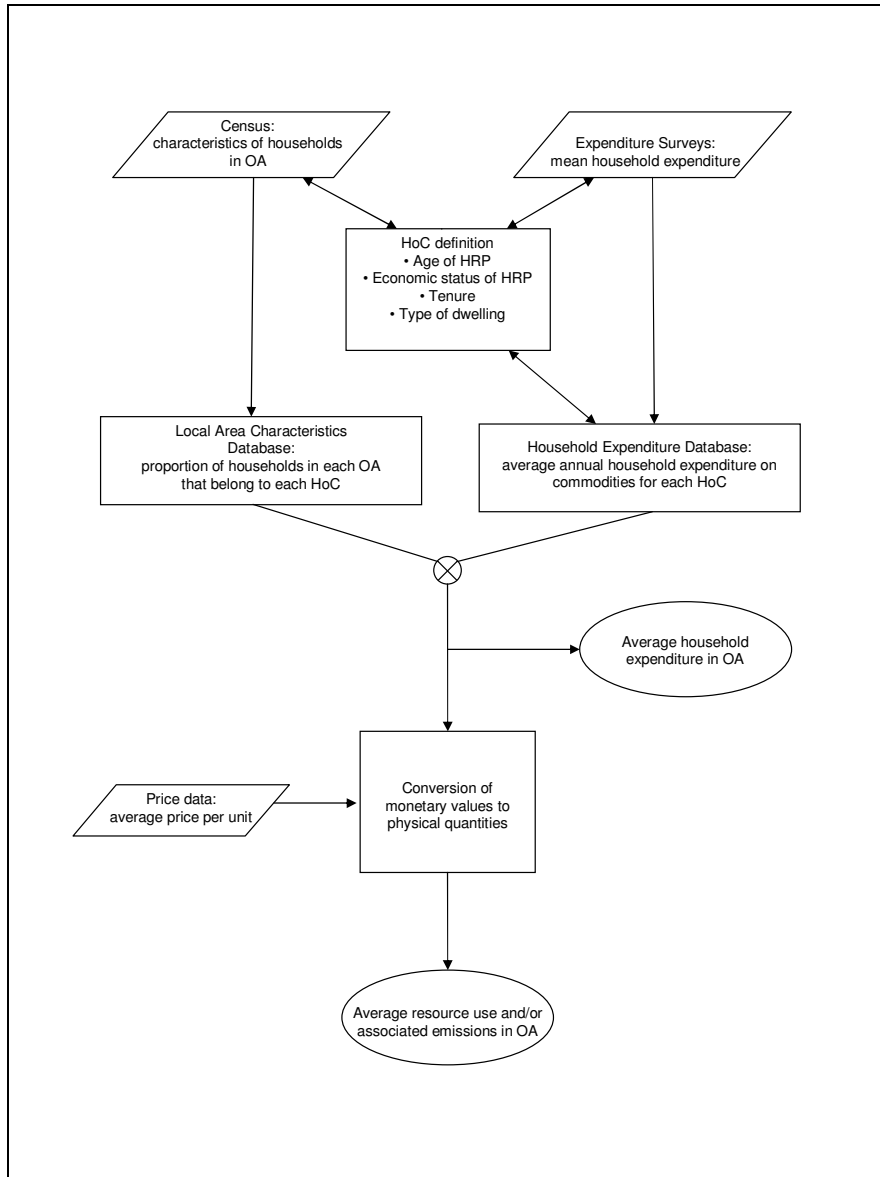 Census:
characteristics of households
in OA
Expenditure Surveys:
mean household expenditure
HoC definition
• Age of HRP
• Economic status of HRP
• Tenure
• Type of dwelling
Local Area Characteristics
Database:
proportion of households in each OA
that belong to each HoC
Household Expenditure Database:
average annual household expenditure on
commodities for each HoC
Average household
expenditure in OA
Conversion of
monetary values to
physical quantities
Price data:
average price per unit
Average resource use and/or
associated emissions in OA